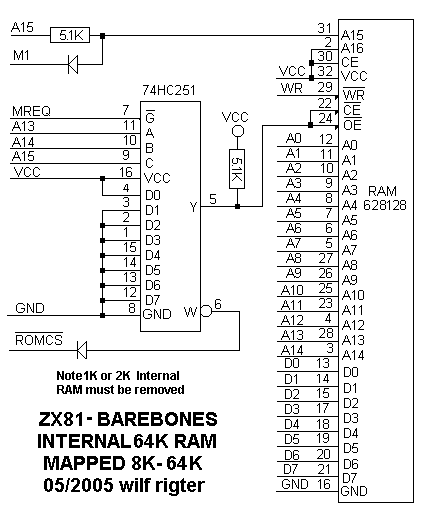 A15 5.1K 31 A15
M1 2 A16
30 CE
VCC 32 VCC
WR 29 WR
74HC251
VCC
22 CE
24 OE
MREQ 7 G
A13 11 A
A14 10 B
A15 9 C
VCC 16 VCC
4 D0
3 D1
2 D2
1 D3
15 D4
14 D5
13 D6
12 D7
GND 8 GND
Y 5
5.1K
W 6
ROMCS
A0 12 A0
A1 11 A1
A2 10 A2
A3 9 A3
A4 8 A4
A5 7 A5
A6 6 A6
A7 5 A7
A8 27 A8
A9 26 A9
A10 25 A10
A11 23 A11
A12 4 A12
A13 28 A13
A14 3 A14
D0 13 D0
D1 14 D1
D2 15 D2
D3 17 D3
D4 18 D4
D5 19 D5
D6 20 D6
D7 21 D7
GND 16 GND
RAM
628128
Note1K or 2K Internal
RAM must be removed
ZX81- BAREBONES
INTERNAL 64K RAM
MAPPED 8K- 64K
05/2005 wilf rigter